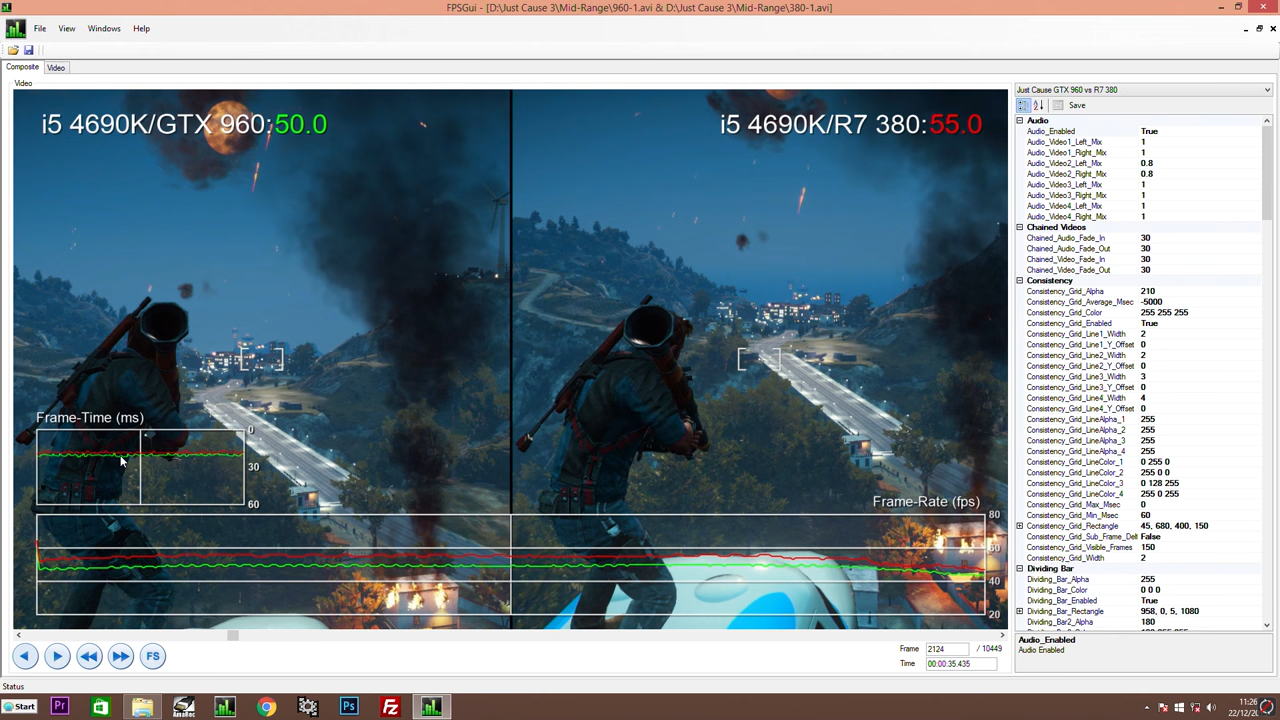 FPSGui - [D:\Just Cause 3\Mid-Range\960-1.avi & D:\Just Cause 3\Mid-Range\380-1.avi]
File View Windows Help
Composite Video
Video
i5 4690K/GTX 960:50.0
i5 4690K/R7 380:55.0
Frame-Time (ms)
0
30
60
Frame-Rate (fps)
80
60
40
20
Frame 2124 / 10449
Time 00:00:35.435
FS
Just Cause GTX 960 vs R7 380
Save
Audio
Audio_Enabled True
Audio_Video1_Left_Mix 1
Audio_Video1_Right_Mix 1
Audio_Video2_Left_Mix 0.8
Audio_Video2_Right_Mix 0.8
Audio_Video3_Left_Mix 1
Audio_Video3_Right_Mix 1
Audio_Video4_Left_Mix 1
Audio_Video4_Right_Mix 1
Chained Videos
Chained_Audio_Fade_In 30
Chained_Audio_Fade_Out 30
Chained_Video_Fade_In 30
Chained_Video_Fade_Out 30
Consistency
Consistency_Grid_Alpha 210
Consistency_Grid_Average_Msec -5000
Consistency_Grid_Color 255 255 255
Consistency_Grid_Enabled True
Consistency_Grid_Line1_Width 2
Consistency_Grid_Line1_Y_Offset 0
Consistency_Grid_Line2_Width 2
Consistency_Grid_Line2_Y_Offset 0
Consistency_Grid_Line3_Width 3
Consistency_Grid_Line3_Y_Offset 0
Consistency_Grid_Line4_Width 4
Consistency_Grid_Line4_Y_Offset 0
Consistency_Grid_LineAlpha_1 255
Consistency_Grid_LineAlpha_2 255
Consistency_Grid_LineAlpha_3 255
Consistency_Grid_LineAlpha_4 255
Consistency_Grid_LineColor_1 0 255 0
Consistency_Grid_LineColor_2 255 0 0
Consistency_Grid_LineColor_3 0 128 255
Consistency_Grid_LineColor_4 255 0 255
Consistency_Grid_Max_Msec 0
Consistency_Grid_Min_Msec 60
Consistency_Grid_Rectangle 45, 680, 400, 150
Consistency_Grid_Sub_Frame_Delt False
Consistency_Grid_Visible_Frames 150
Consistency_Grid_Width 2
Dividing Bar
Dividing_Bar_Alpha 255
Dividing_Bar_Color 0 0 0
Dividing_Bar_Enabled True
Dividing_Bar_Rectangle 958, 0, 5, 1080
Dividing_Bar2_Alpha 180
Audio_Enabled
Audio Enabled
Status
Start
Pr
AmaRec
Ps
Fz
11:26
22/12/20